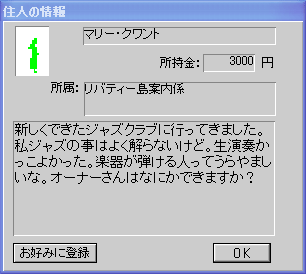 住人の情報
マリー・クワント
所持金: 3000 円
所属: リバティー島案内係
新しくできたジャズクラブに行ってきました。
私ジャズの事はよく解らないけど。生演奏か
っこよかった。楽器が弾ける人ってうらやまし
いな。オーナーさんはなにかできますか？
お好みに登録 OK